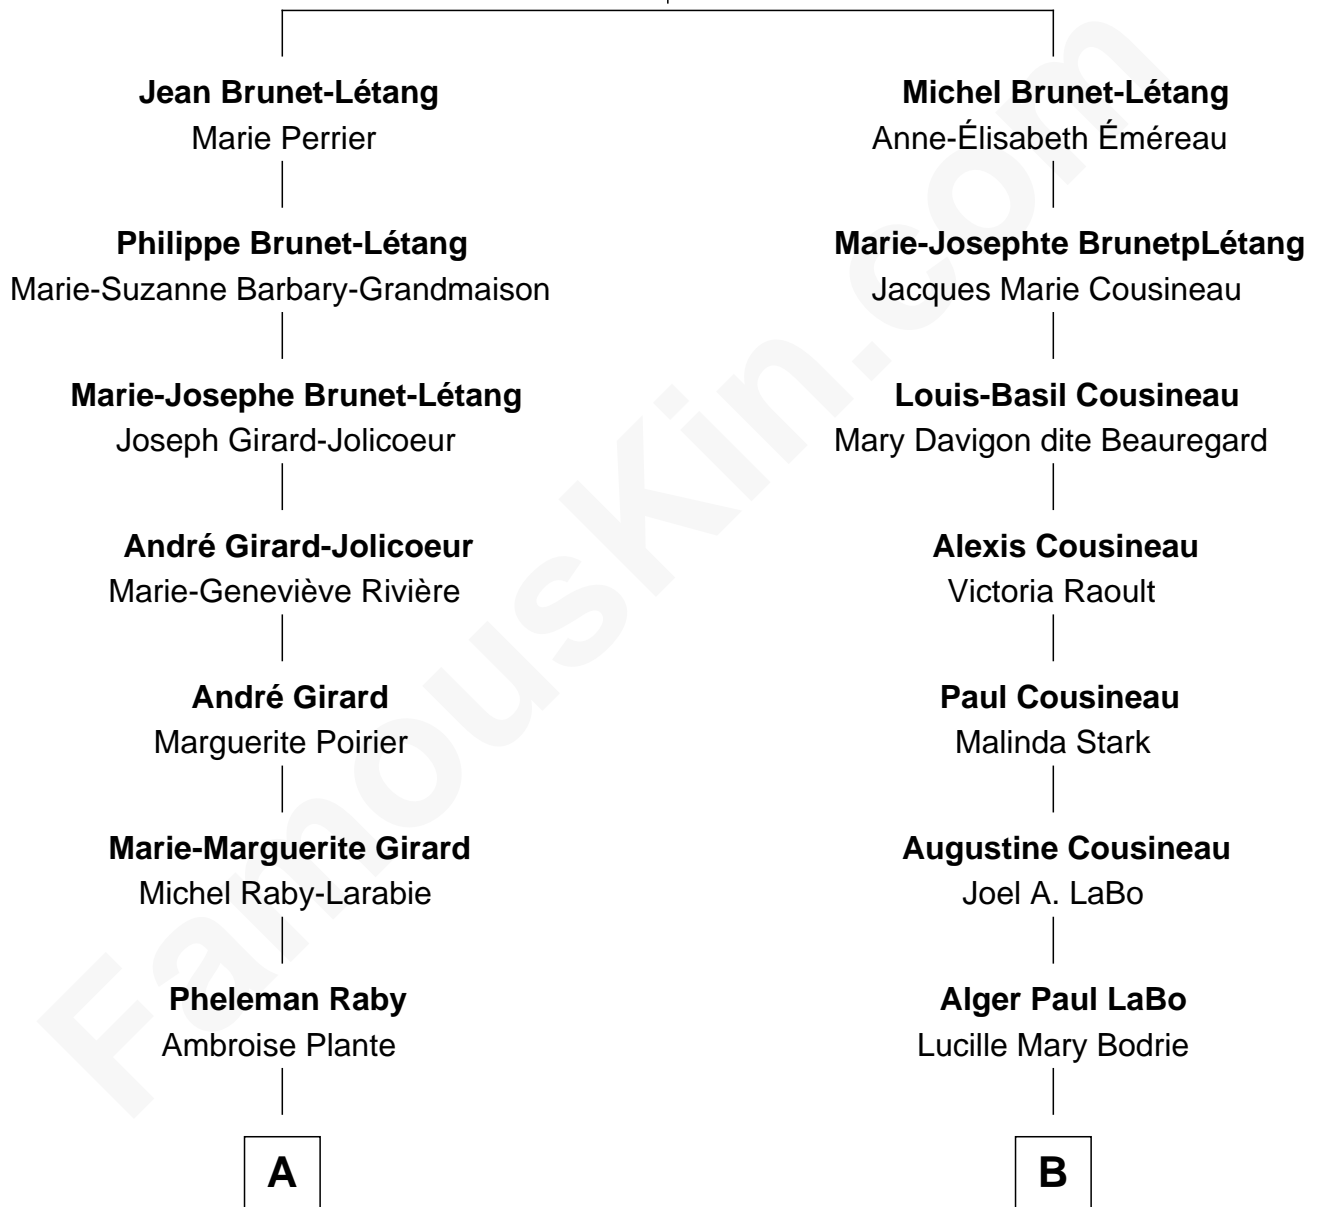 Jean Brunet-Létang
Marie Perrier
Philippe Brunet-Létang
Marie-Suzanne Barbary-Grandmaison
Marie-Josephe Brunet-Létang
Joseph Girard-Jolicoeur
André Girard-Jolicoeur
Marie-Geneviève Rivière
André Girard
Marguerite Poirier
Marie-Marguerite Girard
Michel Raby-Larabie
Pheleman Raby
Ambroise Plante
A
Michel Brunet-Létang
Anne-Élisabeth Éméreau
Marie-Josephte BrunetpLétang
Jacques Marie Cousineau
Louis-Basil Cousineau
Mary Davigon dite Beauregard
Alexis Cousineau
Victoria Raoult
Paul Cousineau
Malinda Stark
Augustine Cousineau
Joel A. LaBo
Alger Paul LaBo
Lucille Mary Bodrie
B
FamousKin.com